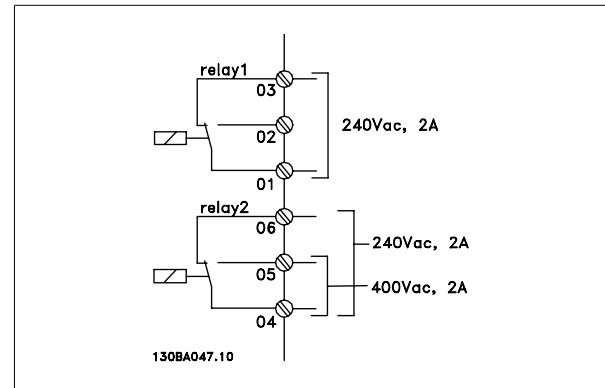 relay1
03
02
240Vac, 2A
01
relay2
06
240Vac, 2A
05
400Vac, 2A
04
130BA047.10